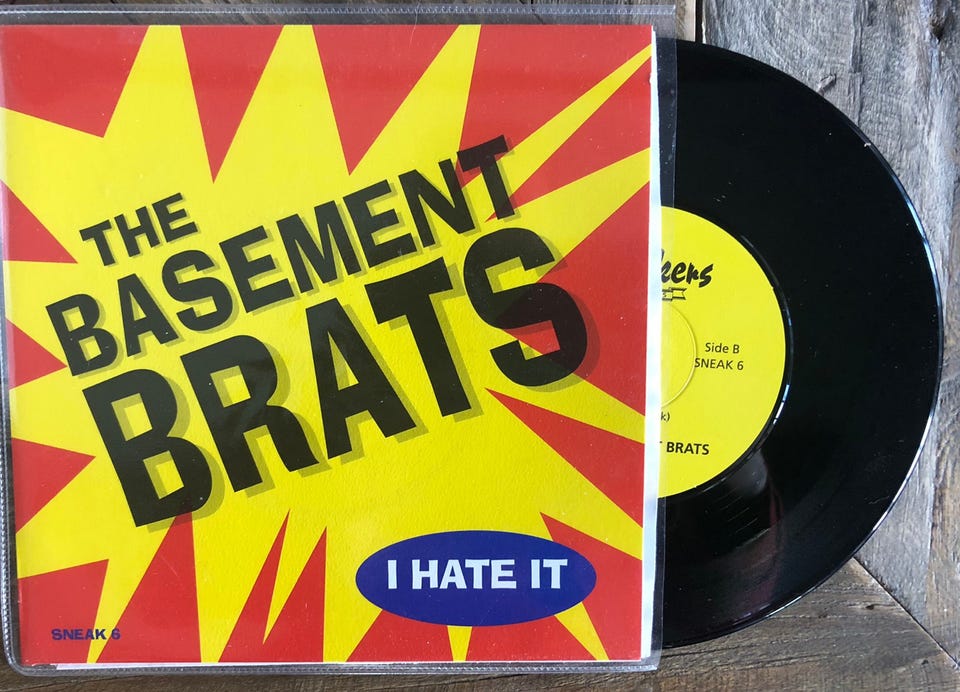 THE
BASEMENT
BRATS
I HATE IT
SNEAK 6
Side B
SNEAK 6
BRATS